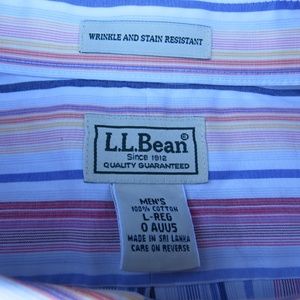 WRINKLE AND STAIN RESISTANT
L.L.Bean®
Since 1912
QUALITY GUARANTEED
MEN'S
100% COTTON
L-REG
0 AUU5
MADE IN SRI LANKA
CARE ON REVERSE